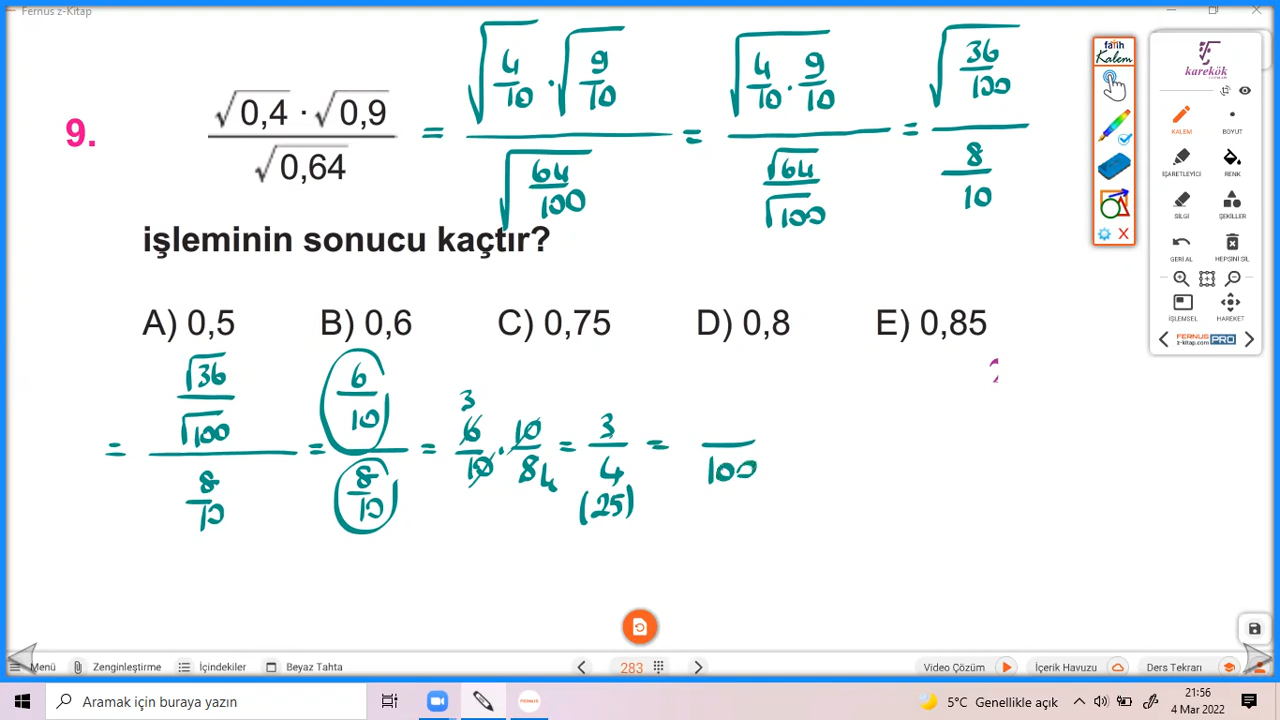 Fernus z-Kitap
9. √0,4 · √0,9 / √0,64 = √(4/10) · √(9/10) / √(64/100) = √(4/10 · 9/10) / (√64/√100) = √(36/100) / (8/10)
işleminin sonucu kaçtır?
A) 0,5 B) 0,6 C) 0,75 D) 0,8 E) 0,85
= (√36/√100) / (8/10) = (6/10) / (8/10) = 3 6/10 · 10/8 4 = 3/4 (25) = /100
fatih
Kalem
karekök
KALEM BOYUT
İŞARETLEYİCİ RENK
SİLGİ ŞEKİLLER
GERİ AL HEPSİNİ SİL
İŞLEMSEL HAREKET
FERNUS PRO
z-kitap.com
Menü Zenginleştirme İçindekiler Beyaz Tahta 283 Video Çözüm İçerik Havuzu Ders Tekrarı
Aramak için buraya yazın FERNUS 5°C Genellikle açık 21:56
4 Mar 2022